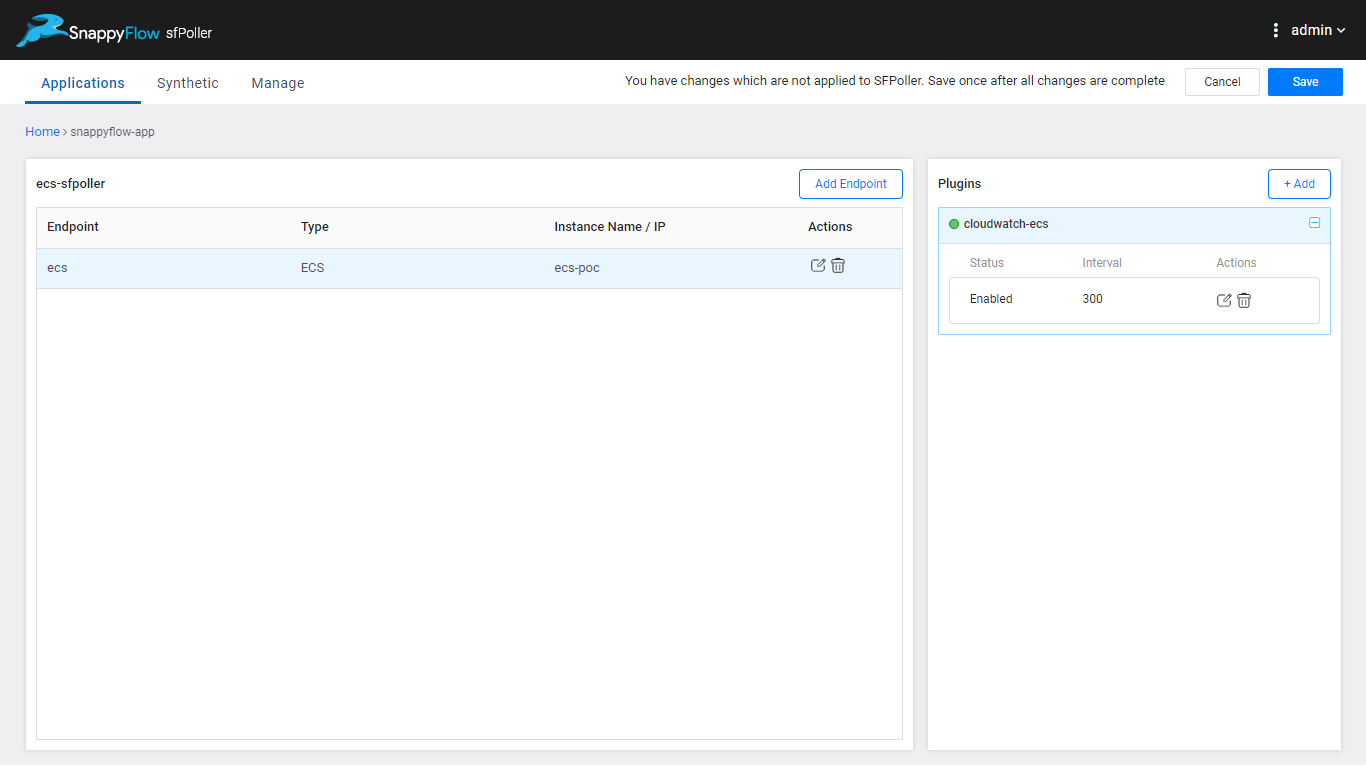 SnappyFlow sfPoller
admin
Applications Synthetic Manage
You have changes which are not applied to SFPoller. Save once after all changes are complete
Cancel
Save
Home › snappyflow-app
ecs-sfpoller
Add Endpoint
Endpoint Type Instance Name / IP Actions
ecs ECS ecs-poc
Plugins
+ Add
cloudwatch-ecs
Status Interval Actions
Enabled 300